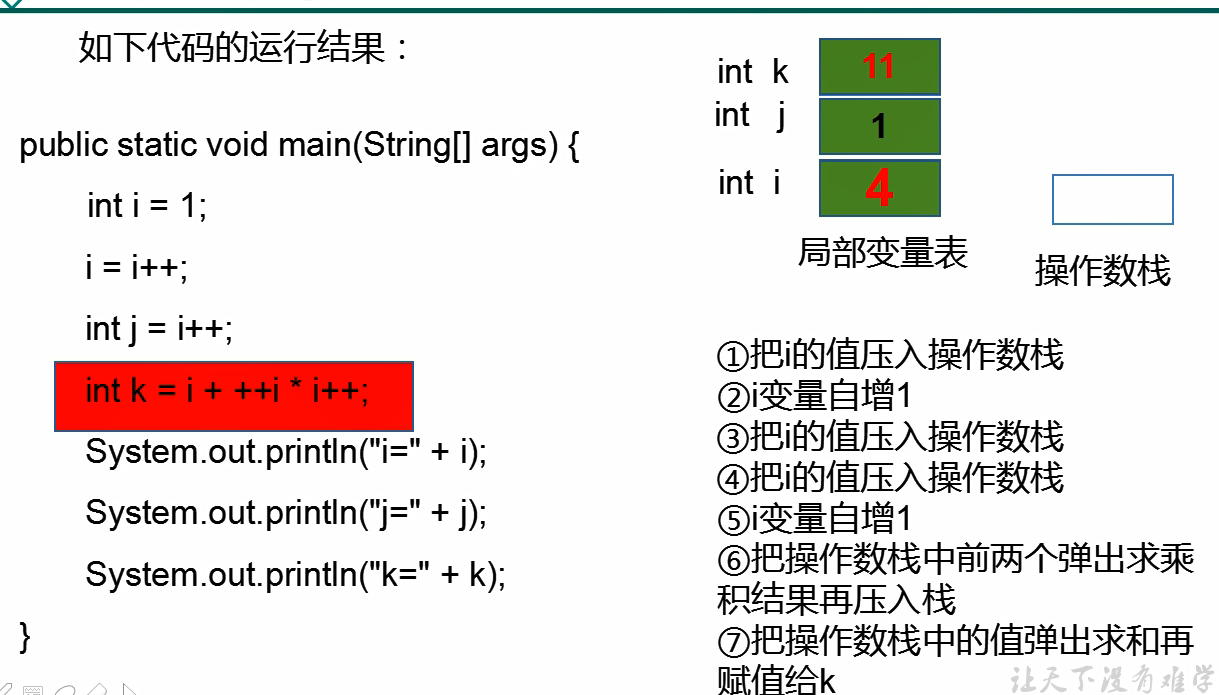 如下代码的运行结果：
public static void main(String[] args) {
int i = 1;
i = i++;
int j = i++;
int k = i + ++i * i++;
System.out.println("i=" + i);
System.out.println("j=" + j);
System.out.println("k=" + k);
}
int k 11
int j 1
int i 4
局部变量表
操作数栈
①把i的值压入操作数栈
②i变量自增1
③把i的值压入操作数栈
④把i的值压入操作数栈
⑤i变量自增1
⑥把操作数栈中前两个弹出求乘
积结果再压入栈
⑦把操作数栈中的值弹出求和再
赋值给k
让天下没有难学